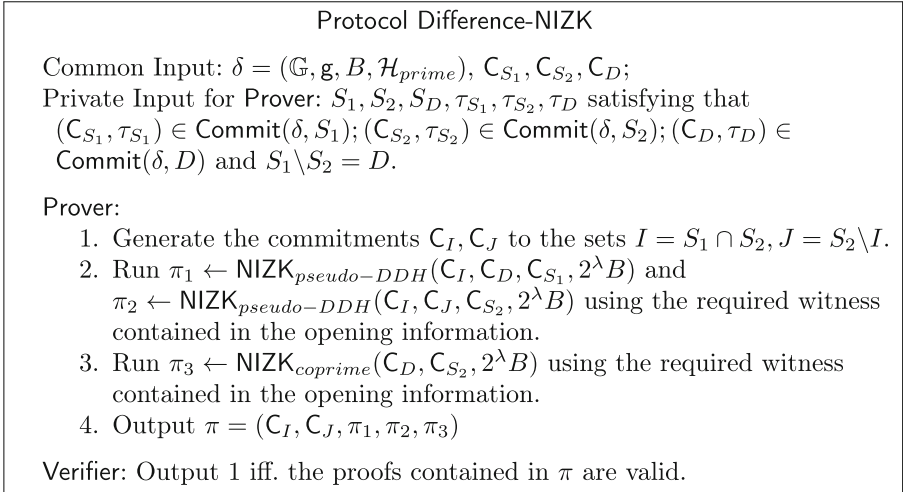 Protocol Difference-NIZK
Common Input: δ = (𝔾, g, B, ℋ_{prime}), C_{S_1}, C_{S_2}, C_D;
Private Input for Prover: S_1, S_2, S_D, τ_{S_1}, τ_{S_2}, τ_D satisfying that
(C_{S_1}, τ_{S_1}) ∈ Commit(δ, S_1); (C_{S_2}, τ_{S_2}) ∈ Commit(δ, S_2); (C_D, τ_D) ∈
Commit(δ, D) and S_1\S_2 = D.
Prover:
1. Generate the commitments C_I, C_J to the sets I = S_1 ∩ S_2, J = S_2\I.
2. Run π_1 ← NIZK_{pseudo−DDH}(C_I, C_D, C_{S_1}, 2^λ B) and
π_2 ← NIZK_{pseudo−DDH}(C_I, C_J, C_{S_2}, 2^λ B) using the required witness
contained in the opening information.
3. Run π_3 ← NIZK_{coprime}(C_D, C_{S_2}, 2^λ B) using the required witness
contained in the opening information.
4. Output π = (C_I, C_J, π_1, π_2, π_3)
Verifier: Output 1 iff. the proofs contained in π are valid.